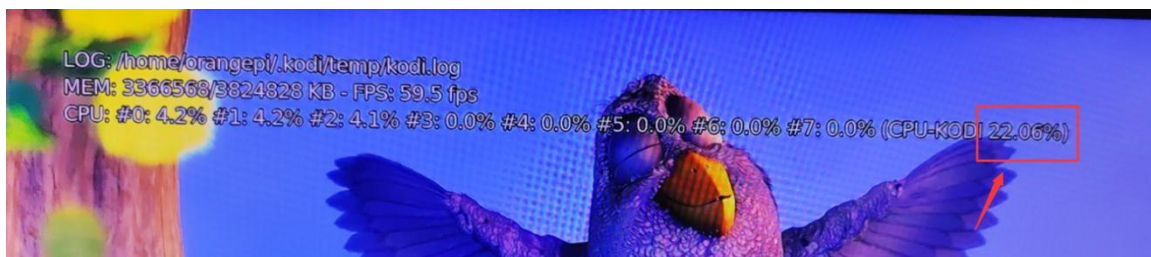 LOG: /home/orangepi/.kodi/temp/kodi.log
MEM: 3366568/3824828 KB - FPS: 59.5 fps
CPU: #0: 4.2% #1: 4.2% #2: 4.1% #3: 0.0% #4: 0.0% #5: 0.0% #6: 0.0% #7: 0.0% (CPU-KODI 22.06%)